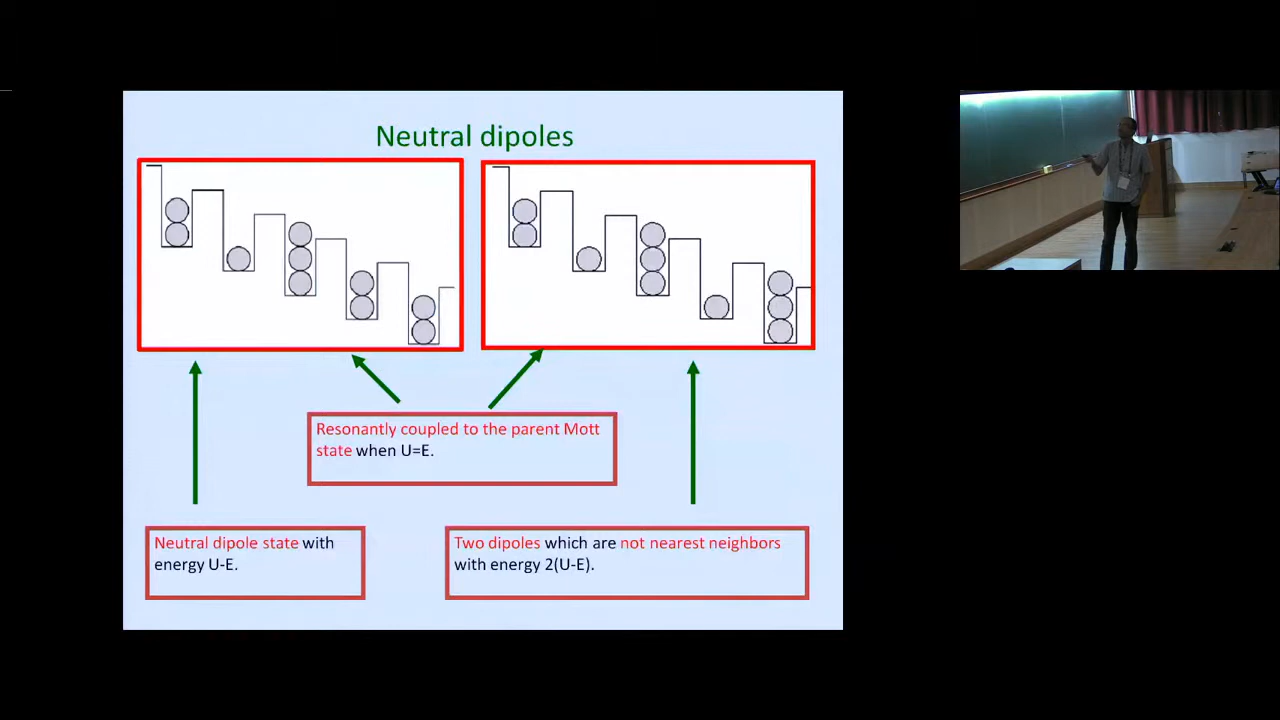 Neutral dipoles
Resonantly coupled to the parent Mott
state when U=E.
Neutral dipole state with
energy U-E.
Two dipoles which are not nearest neighbors
with energy 2(U-E).